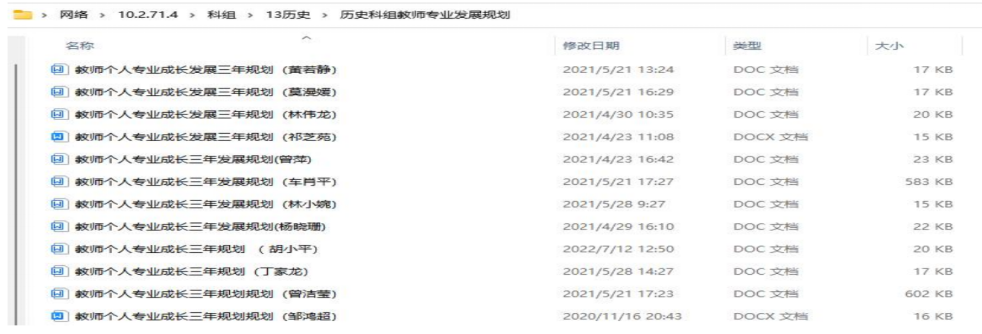 网络 > 10.2.71.4 > 科组 > 13历史 > 历史科组教师专业发展规划
名称 修改日期 类型 大小
教师个人专业成长发展三年规划（黄若静） 2021/5/21 13:24 DOC 文档 17 KB
教师个人专业成长发展三年规划（莫漫媛） 2021/5/21 16:29 DOC 文档 17 KB
教师个人专业成长发展三年规划（林伟龙） 2021/4/30 10:35 DOC 文档 20 KB
教师个人专业成长发展三年规划（祁芝苑） 2021/4/23 11:08 DOCX 文档 15 KB
教师个人专业成长三年发展规划(曾萍) 2021/4/23 16:42 DOC 文档 23 KB
教师个人专业成长三年发展规划（车肖平） 2021/5/21 17:27 DOC 文档 583 KB
教师个人专业成长三年发展规划（林小婉） 2021/5/28 9:27 DOC 文档 15 KB
教师个人专业成长三年发展规划(杨晓珊) 2021/4/29 16:10 DOC 文档 22 KB
教师个人专业成长三年规划 （ 胡小平） 2022/7/12 12:50 DOC 文档 20 KB
教师个人专业成长三年规划（丁家龙） 2021/5/28 14:27 DOC 文档 17 KB
教师个人专业成长三年规划规划（曾洁莹） 2021/5/21 17:23 DOC 文档 602 KB
教师个人专业成长三年规划规划（邹鸿超） 2020/11/16 20:43 DOCX 文档 16 KB